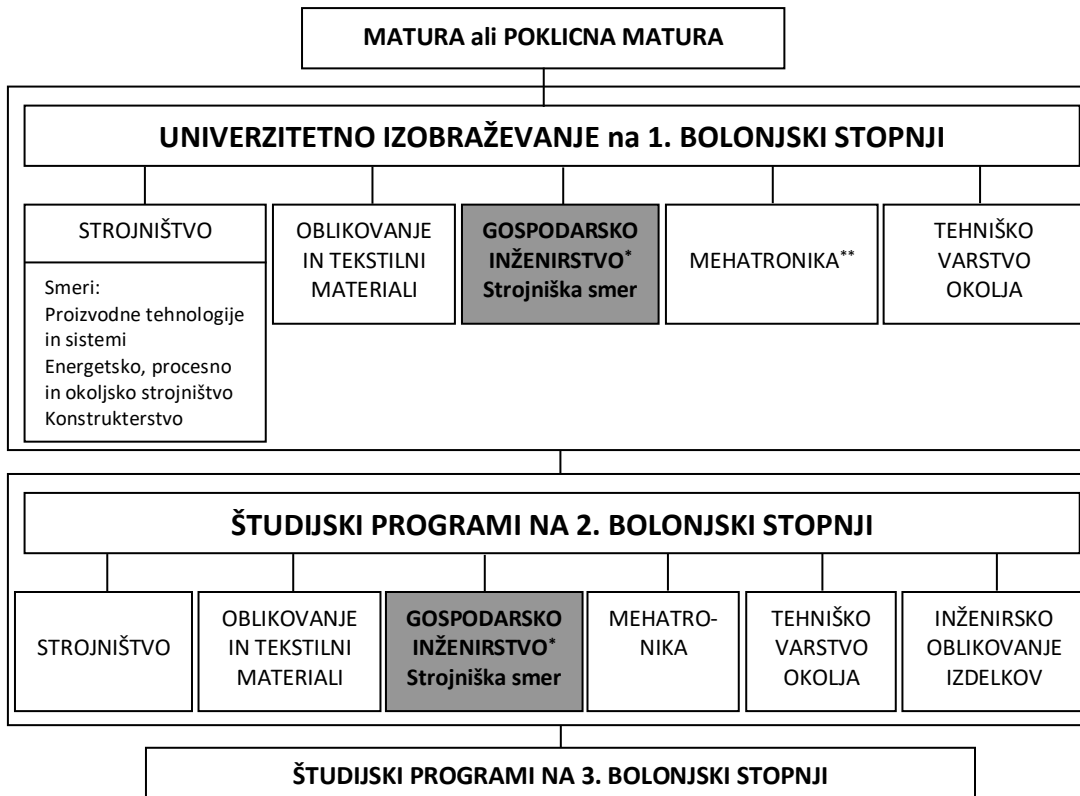 MATURA ali POKLICNA MATURA
UNIVERZITETNO IZOBRAŽEVANJE na 1. BOLONJSKI STOPNJI
STROJNIŠTVO
Smeri:
Proizvodne tehnologije
in sistemi
Energetsko, procesno
in okoljsko strojništvo
Konstrukterstvo
OBLIKOVANJE
IN TEKSTILNI
MATERIALI
GOSPODARSKO
INŽENIRSTVO*
Strojniška smer
MEHATRONIKA**
TEHNIŠKO
VARSTVO
OKOLJA
ŠTUDIJSKI PROGRAMI NA 2. BOLONJSKI STOPNJI
STROJNIŠTVO
OBLIKOVANJE
IN TEKSTILNI
MATERIALI
GOSPODARSKO
INŽENIRSTVO*
Strojniška smer
MEHATRO-
NIKA
TEHNIŠKO
VARSTVO
OKOLJA
INŽENIRSKO
OBLIKOVANJE
IZDELKOV
ŠTUDIJSKI PROGRAMI NA 3. BOLONJSKI STOPNJI